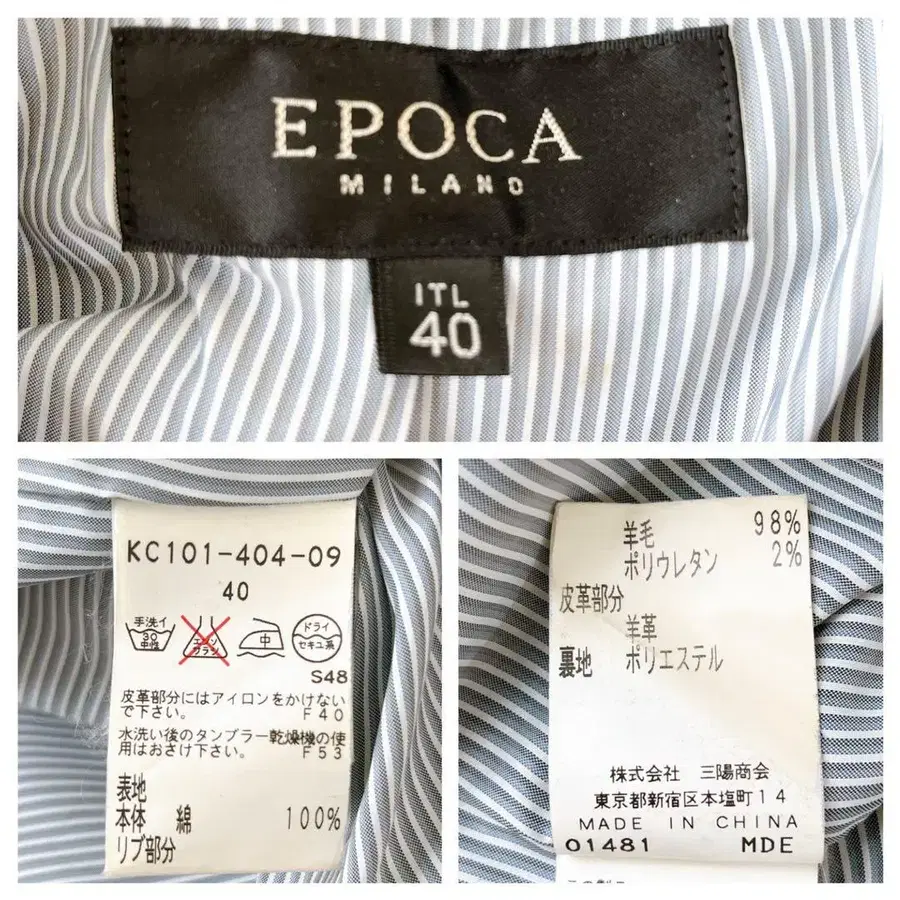 EPOCA
MILANO
ITL
40
KC101-404-09
40
手洗イ
30
中性
エンソ
サラシ
中
ドライ
セキユ系
S48
皮革部分にはアイロンをかけない
で下さい。 F40
水洗い後のタンブラー乾燥機の使
用はおさけ下さい。 F53
表地
本体 綿 100%
リブ部分
羊毛 98%
ポリウレタン 2%
皮革部分
羊革
裏地 ポリエステル
株式会社 三陽商会
東京都新宿区本塩町14
MADE IN CHINA
01481 MDE